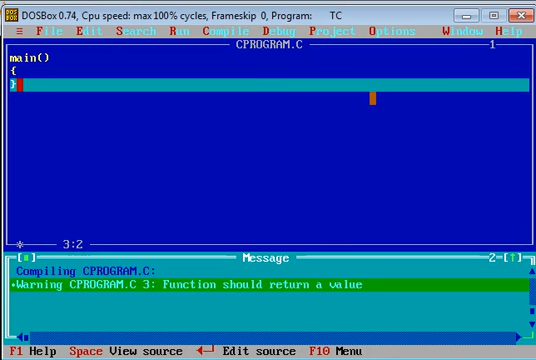 DOSBox 0.74, Cpu speed: max 100% cycles, Frameskip 0, Program: TC
≡ File Edit Search Run Compile Debug Project Options Window Help
CPROGRAM.C 1
main()
{
}
* 3:2
[■] Message 2=[↑]
Compiling CPROGRAM.C:
•Warning CPROGRAM.C 3: Function should return a value
F1 Help Space View source ←┘ Edit source F10 Menu